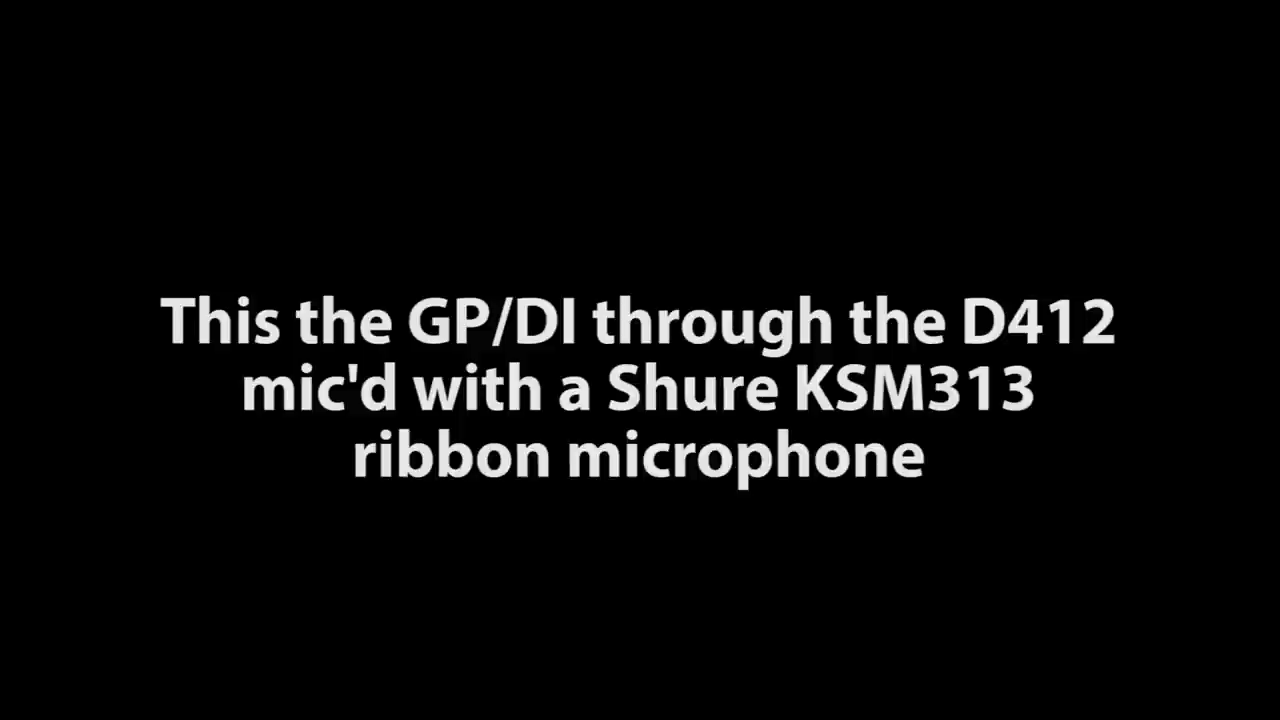 This the GP/DI through the D412
mic'd with a Shure KSM313
ribbon microphone